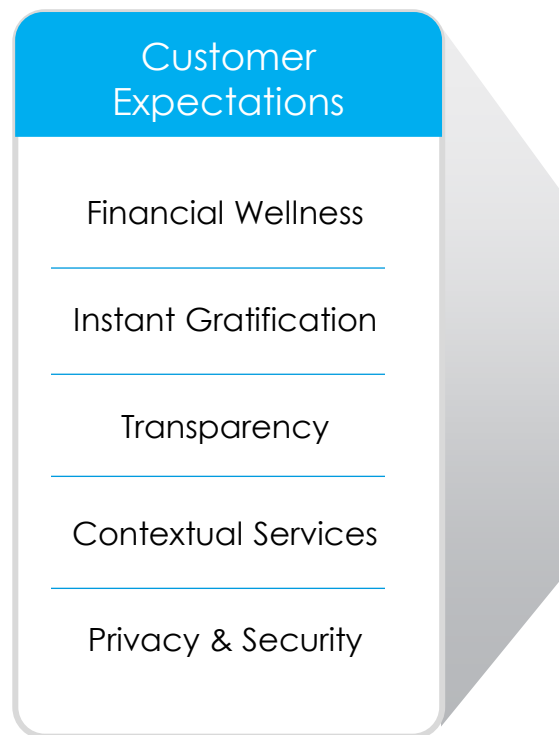 Customer
Expectations
Financial Wellness
Instant Gratification
Transparency
Contextual Services
Privacy & Security